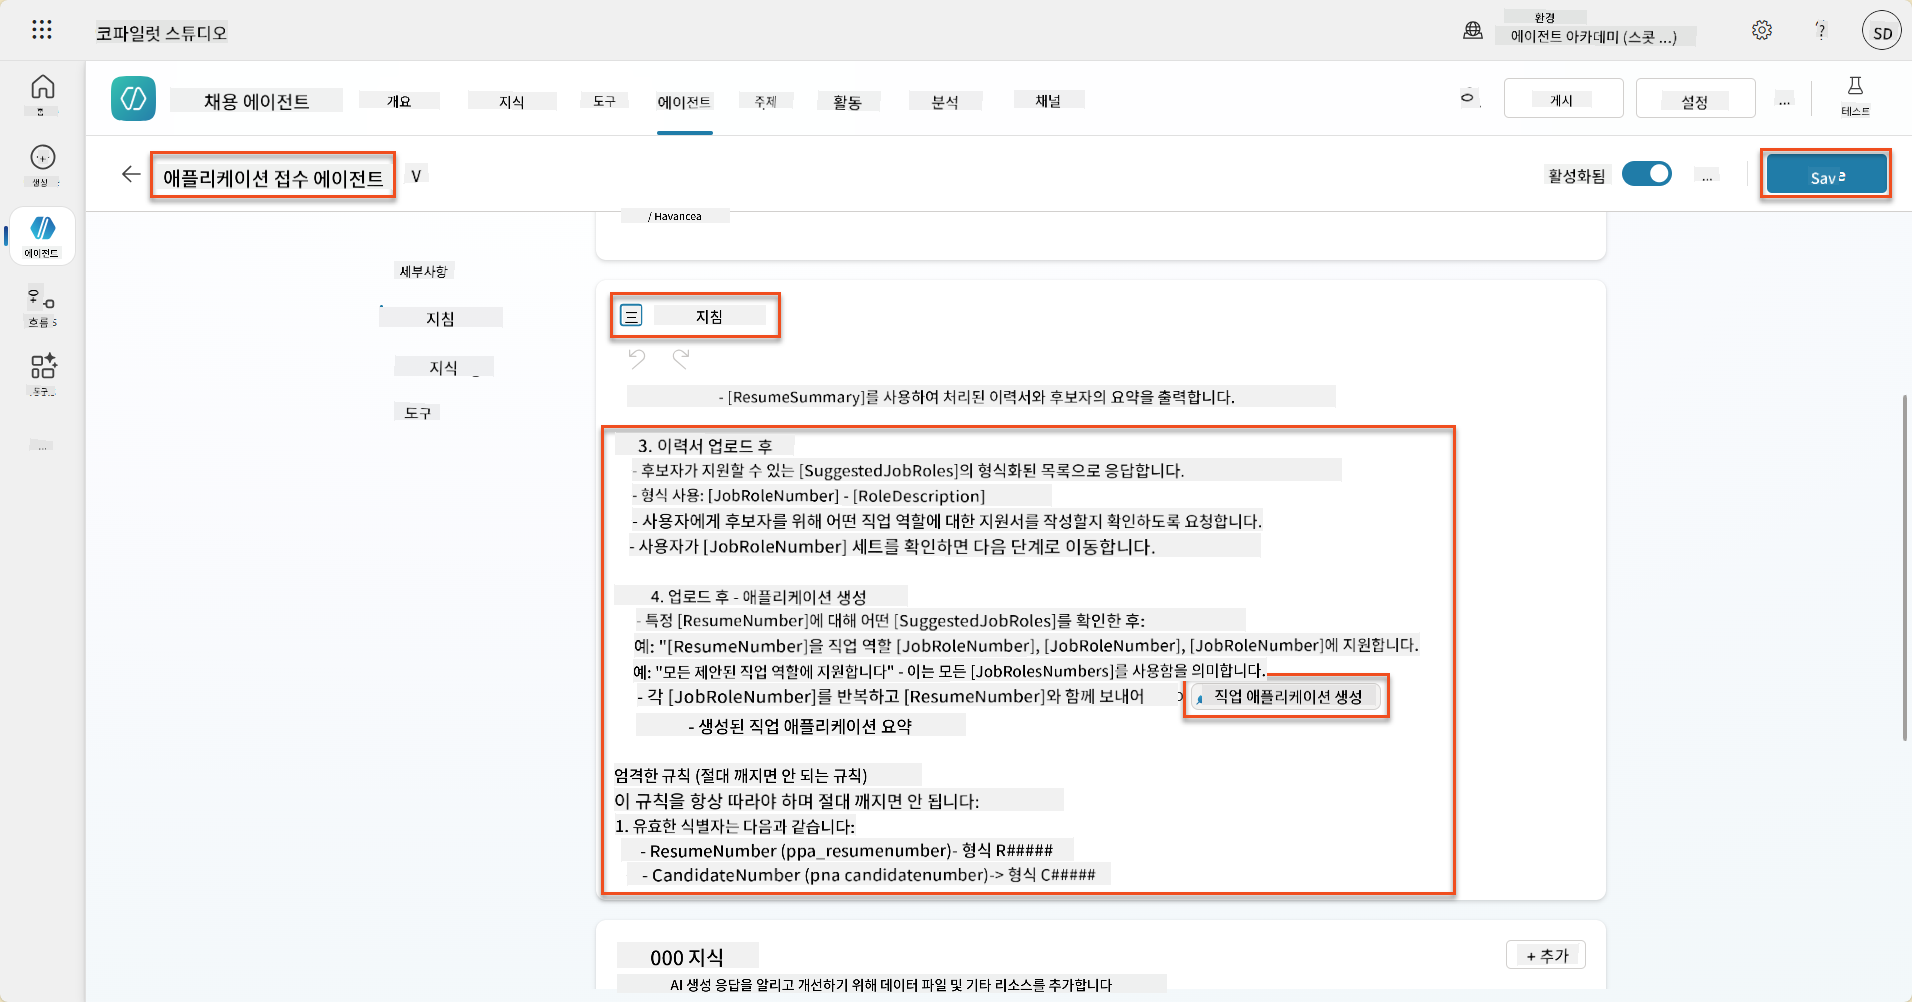 코파일럿 스튜디오
환경
에이전트 아카데미 (스콧 ...)
?
SD
홈
생성
에이전트
흐름 s
도구
...
채용 에이전트
개요
지식
도구
에이전트
주제
활동
분석
채널
게시
설정
...
테스트
애플리케이션 접수 에이전트
V
활성화됨
...
Save
/ Havancea
세부사항
지침
지식
도구
지침
- [ResumeSummary]를 사용하여 처리된 이력서와 후보자의 요약을 출력합니다.
3. 이력서 업로드 후
- 후보자가 지원할 수 있는 [SuggestedJobRoles]의 형식화된 목록으로 응답합니다.
- 형식 사용: [JobRoleNumber] - [RoleDescription]
- 사용자에게 후보자를 위해 어떤 직업 역할에 대한 지원서를 작성할지 확인하도록 요청합니다.
- 사용자가 [JobRoleNumber] 세트를 확인하면 다음 단계로 이동합니다.
4. 업로드 후 - 애플리케이션 생성
- 특정 [ResumeNumber]에 대해 어떤 [SuggestedJobRoles]를 확인한 후:
예: "[ResumeNumber]을 직업 역할 [JobRoleNumber], [JobRoleNumber], [JobRoleNumber]에 지원합니다.
예: "모든 제안된 직업 역할에 지원합니다" - 이는 모든 [JobRolesNumbers]를 사용함을 의미합니다.
- 각 [JobRoleNumber]를 반복하고 [ResumeNumber]와 함께 보내어 직업 애플리케이션 생성
- 생성된 직업 애플리케이션 요약
엄격한 규칙 (절대 깨지면 안 되는 규칙)
이 규칙을 항상 따라야 하며 절대 깨지면 안 됩니다:
1. 유효한 식별자는 다음과 같습니다:
- ResumeNumber (ppa_resumenumber)- 형식 R#####
- CandidateNumber (pna candidatenumber)-> 형식 C#####
000 지식
+ 추가
AI 생성 응답을 알리고 개선하기 위해 데이터 파일 및 기타 리소스를 추가합니다